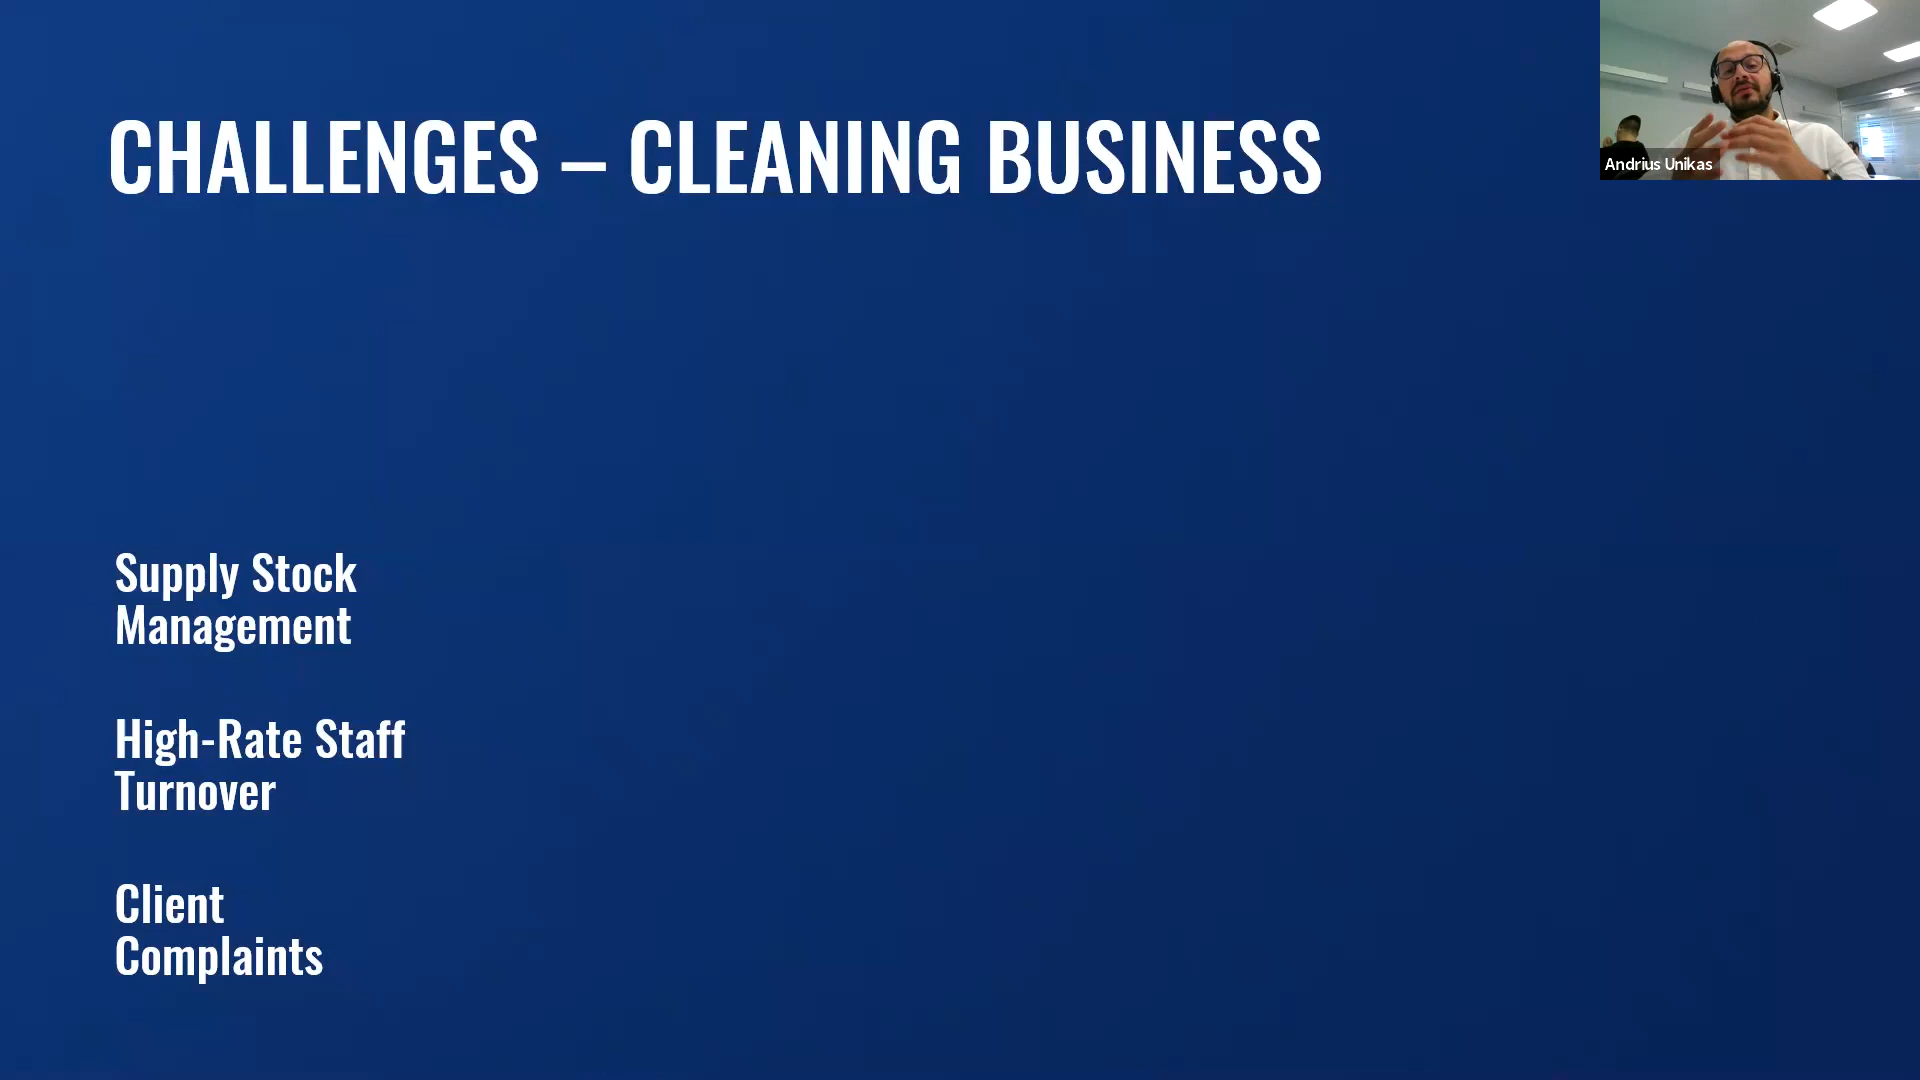 CHALLENGES – CLEANING BUSINESS
Andrius Unikas
Supply Stock
Management
High-Rate Staff
Turnover
Client
Complaints